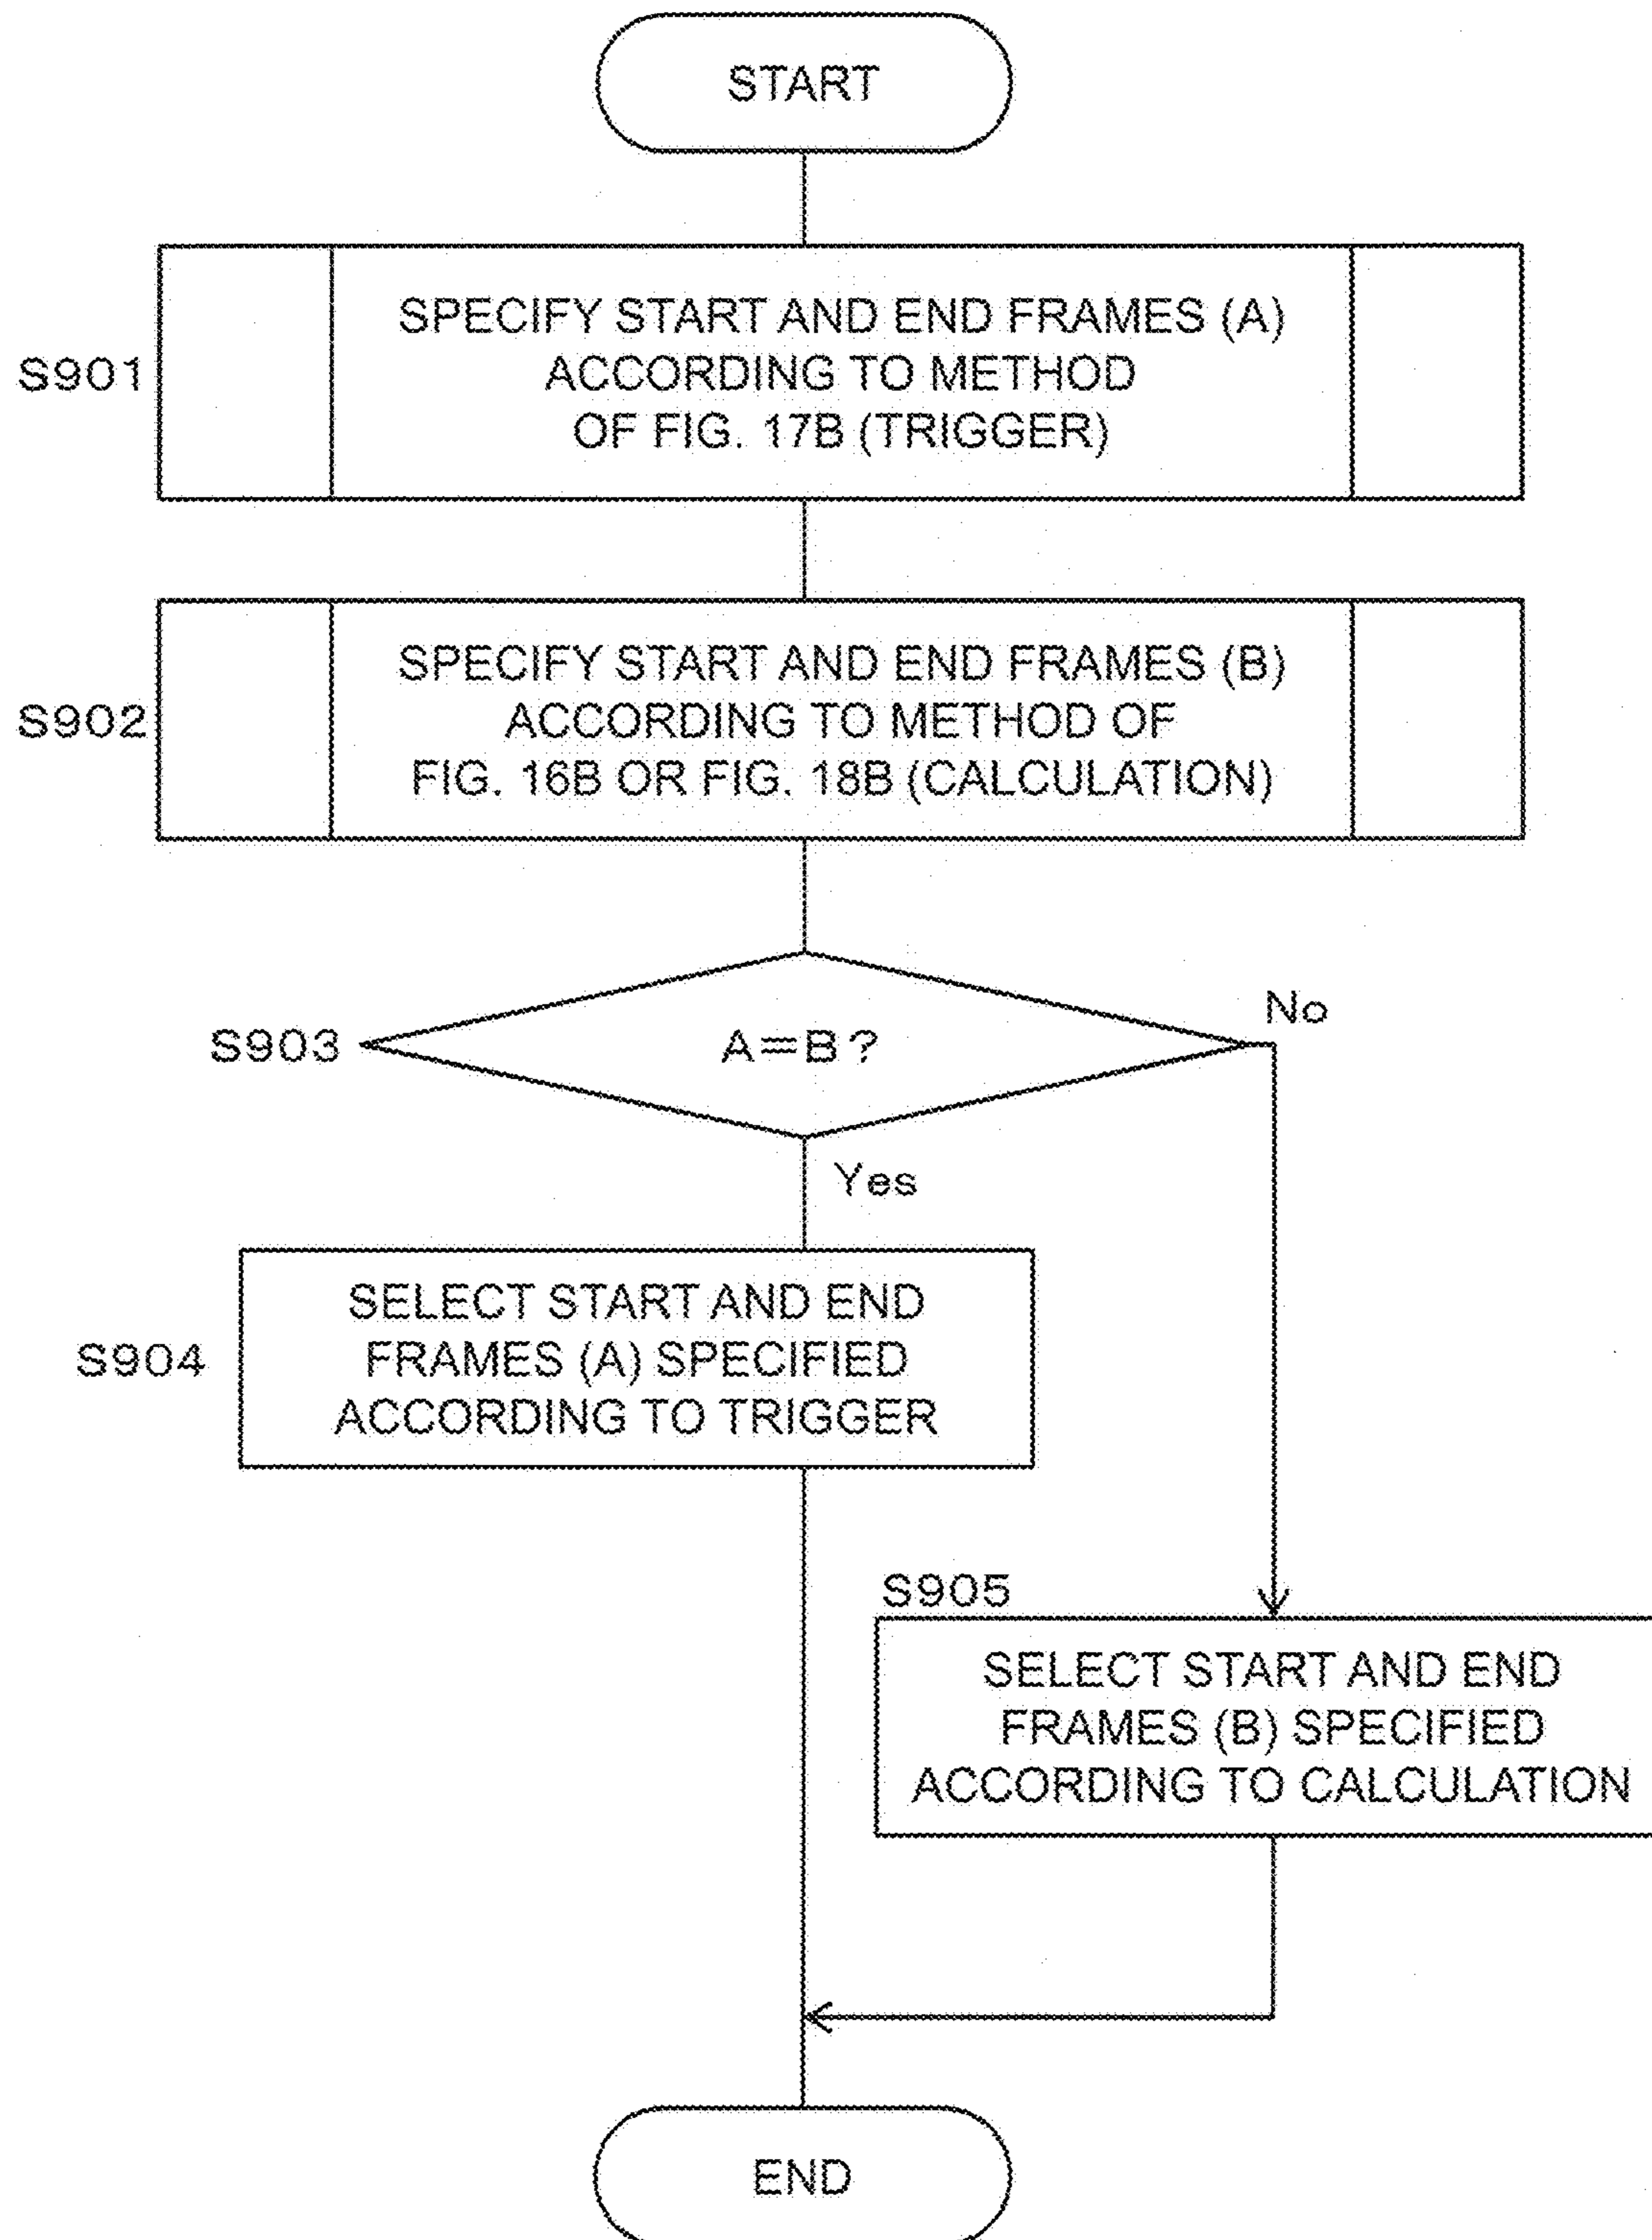 START
S901
SPECIFY START AND END FRAMES (A)
ACCORDING TO METHOD
OF FIG. 17B (TRIGGER)
S902
SPECIFY START AND END FRAMES (B)
ACCORDING TO METHOD OF
FIG. 16B OR FIG. 18B (CALCULATION)
S903
A=B?
No
Yes
S904
SELECT START AND END
FRAMES (A) SPECIFIED
ACCORDING TO TRIGGER
S905
SELECT START AND END
FRAMES (B) SPECIFIED
ACCORDING TO CALCULATION
END